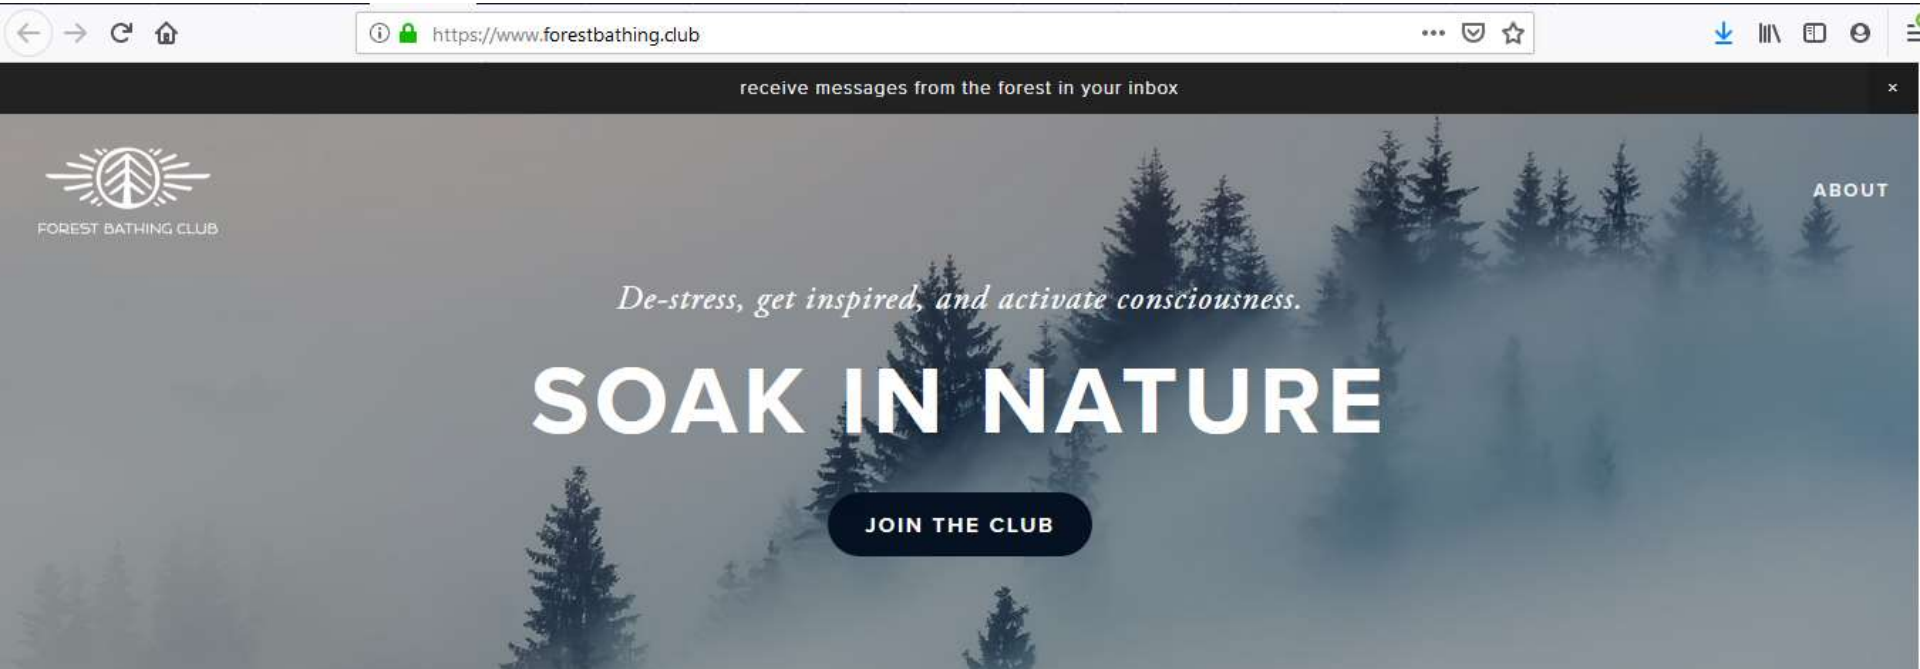 https://www.forestbathing.club
receive messages from the forest in your inbox
×
FOREST BATHING CLUB
ABOUT
De-stress, get inspired, and activate consciousness.
SOAK IN NATURE
JOIN THE CLUB